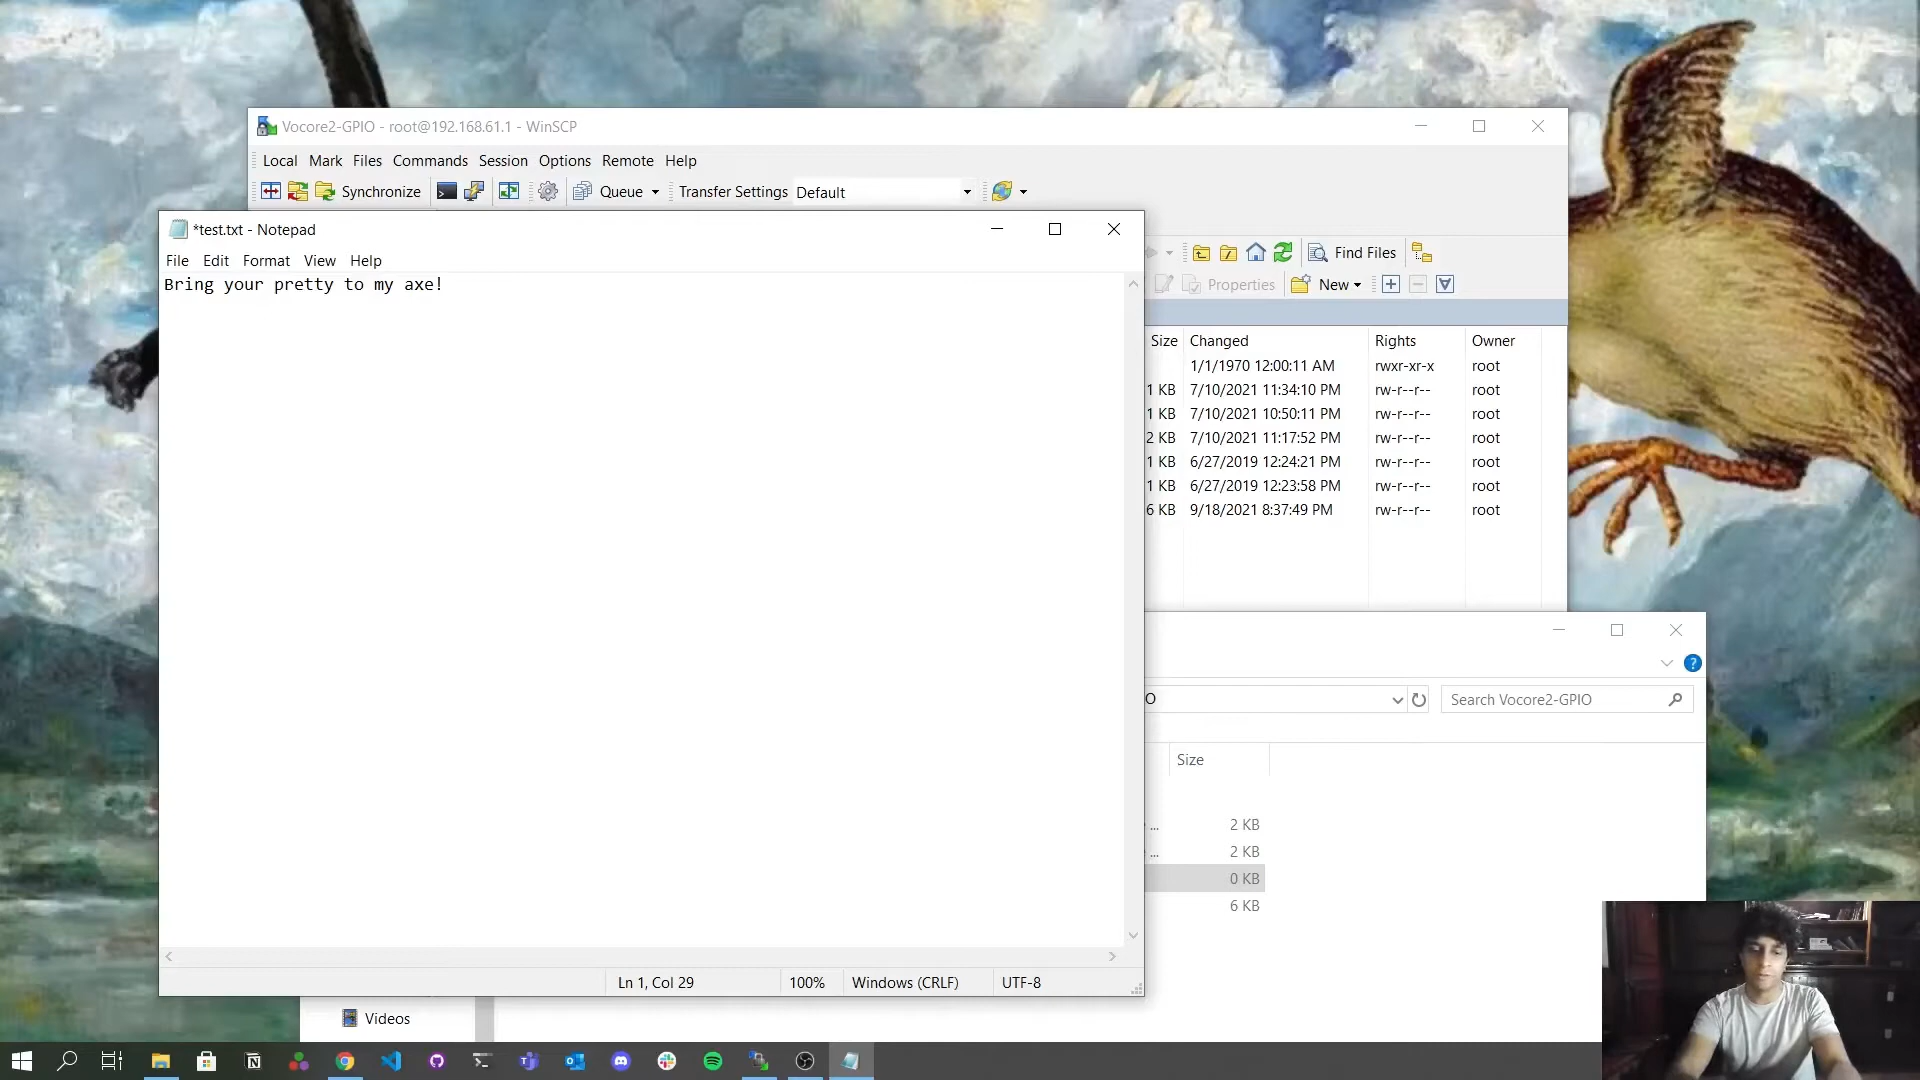 Vocore2-GPIO - root@192.168.61.1 - WinSCP
Local Mark Files Commands Session Options Remote Help
Synchronize Queue Transfer Settings Default
*test.txt - Notepad
File Edit Format View Help
Bring your pretty to my axe!
Find Files
Properties New
Size Changed Rights Owner
1/1/1970 12:00:11 AM rwxr-xr-x root
1 KB 7/10/2021 11:34:10 PM rw-r--r-- root
1 KB 7/10/2021 10:50:11 PM rw-r--r-- root
2 KB 7/10/2021 11:17:52 PM rw-r--r-- root
1 KB 6/27/2019 12:24:21 PM rw-r--r-- root
1 KB 6/27/2019 12:23:58 PM rw-r--r-- root
6 KB 9/18/2021 8:37:49 PM rw-r--r-- root
O Search Vocore2-GPIO
Size
... 2 KB
... 2 KB
0 KB
6 KB
Ln 1, Col 29 100% Windows (CRLF) UTF-8
Videos